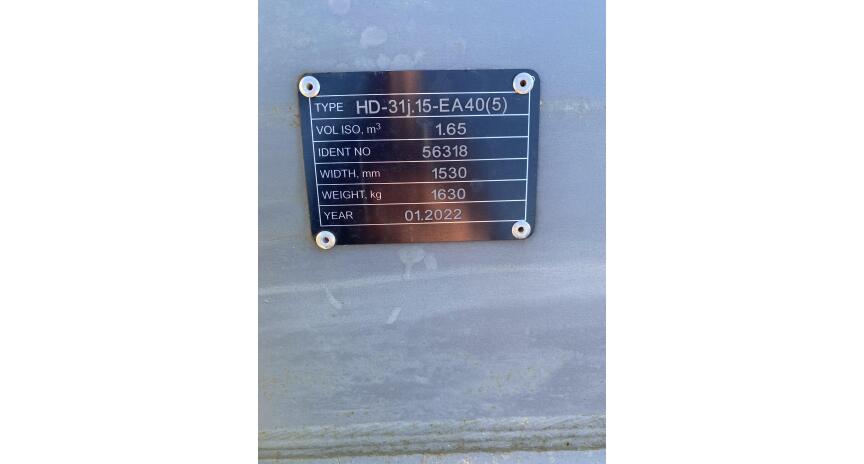 TYPE HD-31j.15-EA40(5)
VOL ISO, m³ 1.65
IDENT NO 56318
WIDTH, mm 1530
WEIGHT, kg 1630
YEAR 01.2022